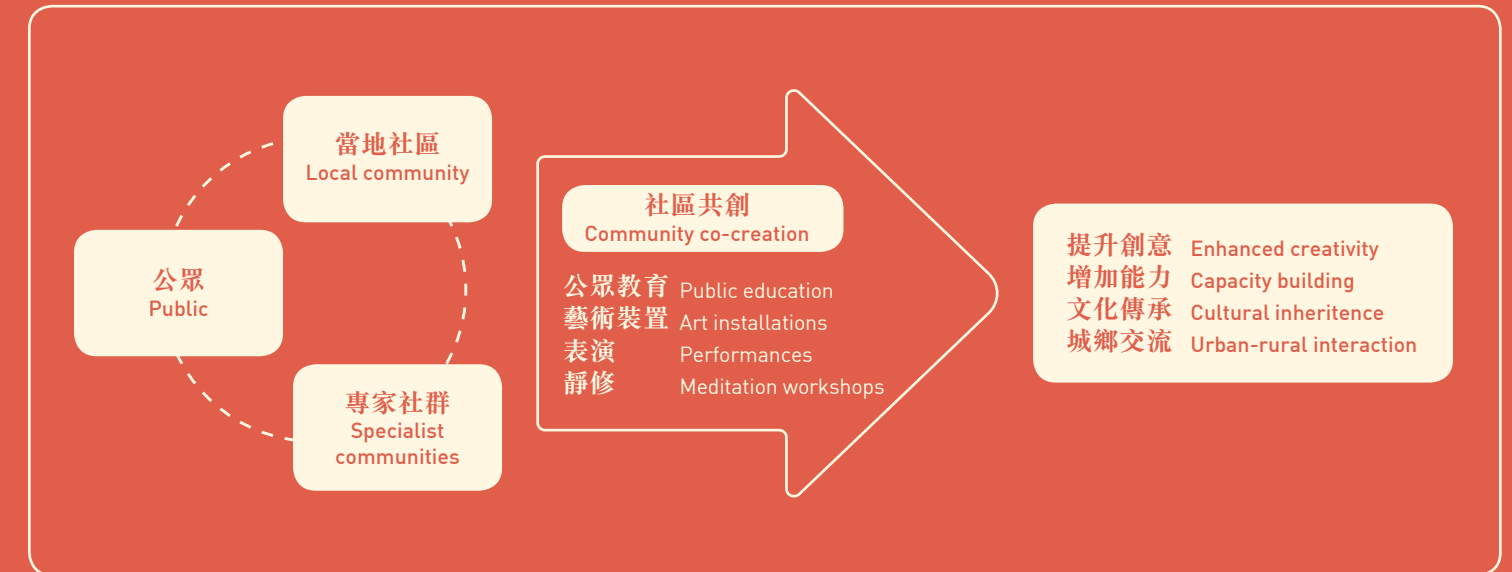 當地社區
Local community
公眾
Public
專家社群
Specialist
communities
社區共創
Community co-creation
公眾教育 Public education
藝術裝置 Art installations
表演 Performances
靜修 Meditation workshops
提升創意 Enhanced creativity
增加能力 Capacity building
文化傳承 Cultural inheritence
城鄉交流 Urban-rural interaction